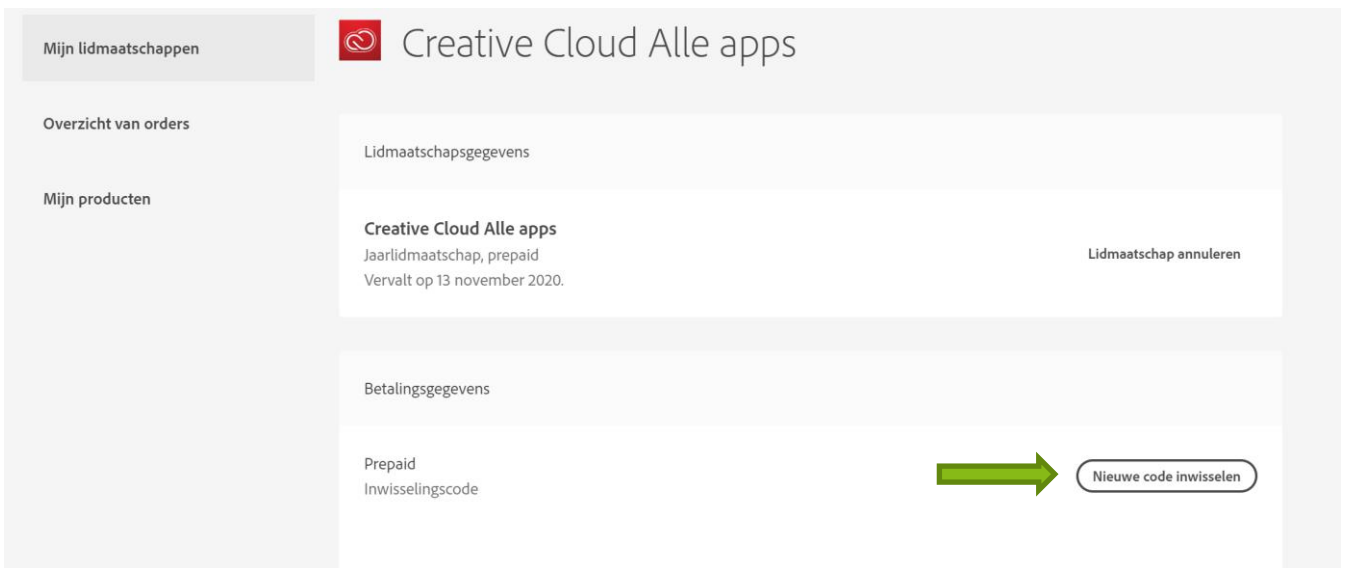 Mijn lidmaatschappen
Creative Cloud Alle apps
Overzicht van orders
Mijn producten
Lidmaatschapsgegevens
Creative Cloud Alle apps
Jaarlidmaatschap, prepaid
Vervalt op 13 november 2020.
Lidmaatschap annuleren
Betalingsgegevens
Prepaid
Inwisselingscode
Nieuwe code inwisselen